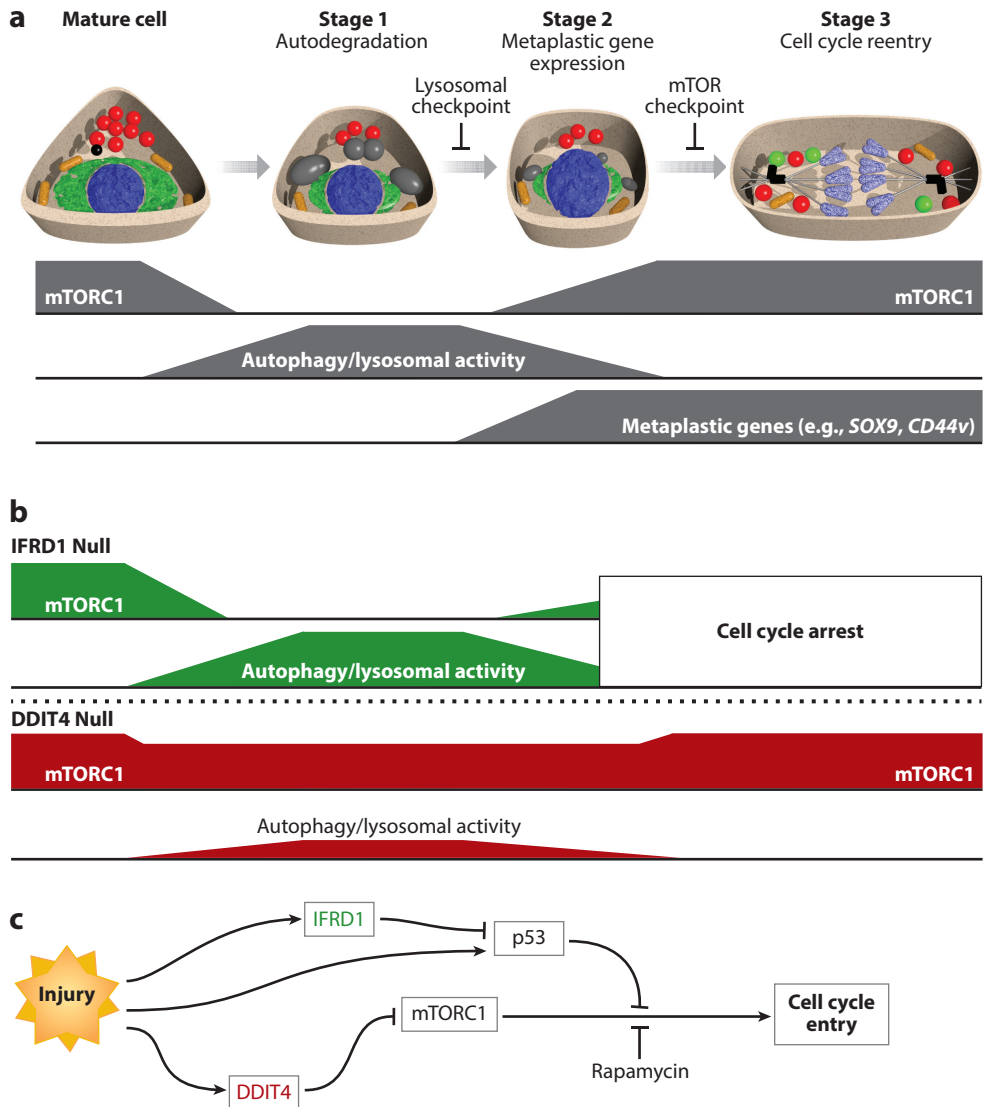 a
Mature cell
Stage 1
Autodegradation
Stage 2
Metaplastic gene
expression
Stage 3
Cell cycle reentry
Lysosomal
checkpoint
mTOR
checkpoint
mTORC1
mTORC1
Autophagy/lysosomal activity
Metaplastic genes (e.g., SOX9, CD44v)
b
IFRD1 Null
mTORC1
Autophagy/lysosomal activity
Cell cycle arrest
DDIT4 Null
mTORC1
mTORC1
Autophagy/lysosomal activity
c
Injury
IFRD1
p53
mTORC1
DDIT4
Rapamycin
Cell cycle
entry